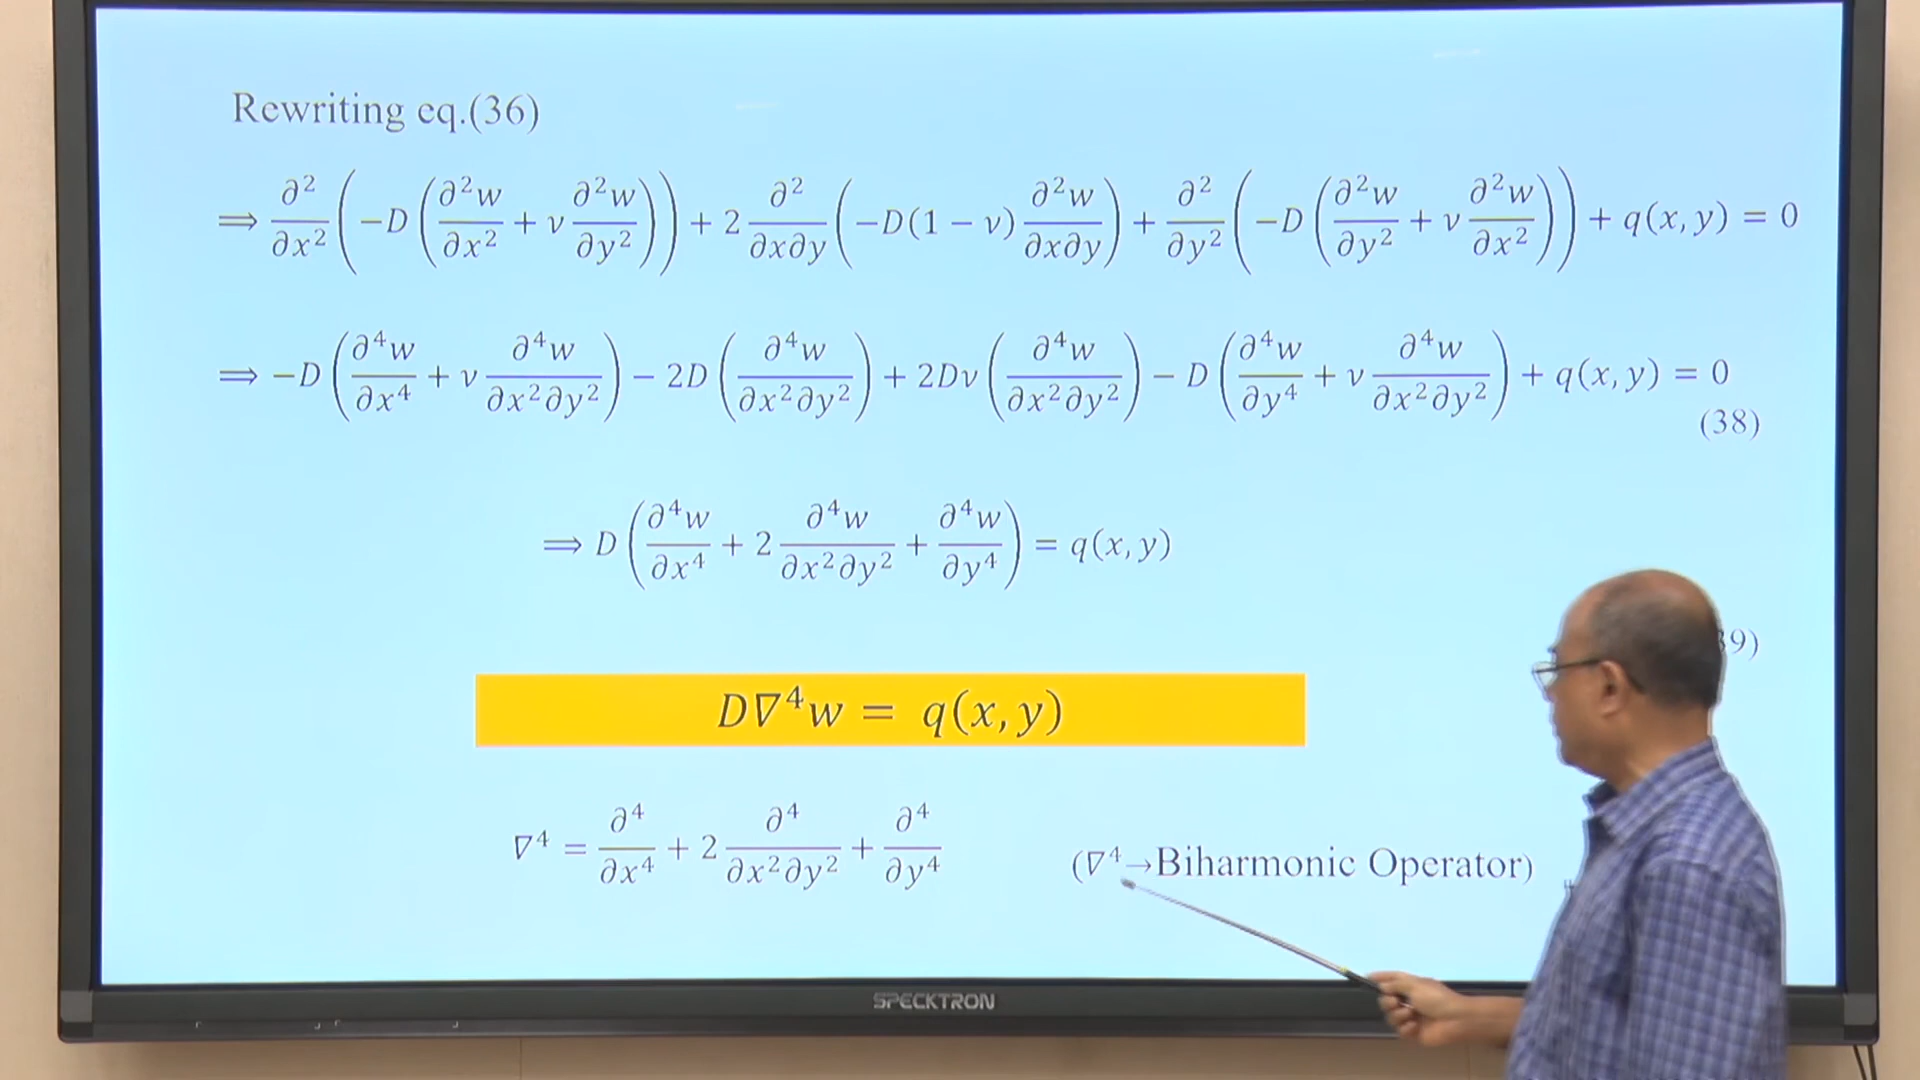 Rewriting eq.(36)
⟹ ∂²/∂x² (−D (∂²w/∂x² + ν ∂²w/∂y²)) + 2 ∂²/∂x∂y (−D(1 − ν) ∂²w/∂x∂y) + ∂²/∂y² (−D (∂²w/∂y² + ν ∂²w/∂x²)) + q(x, y) = 0
⟹ −D (∂⁴w/∂x⁴ + ν ∂⁴w/∂x²∂y²) − 2D (∂⁴w/∂x²∂y²) + 2Dν (∂⁴w/∂x²∂y²) − D (∂⁴w/∂y⁴ + ν ∂⁴w/∂x²∂y²) + q(x, y) = 0
(38)
⟹ D (∂⁴w/∂x⁴ + 2 ∂⁴w/∂x²∂y² + ∂⁴w/∂y⁴) = q(x, y)
9)
D∇⁴w = q(x, y)
∇⁴ = ∂⁴/∂x⁴ + 2 ∂⁴/∂x²∂y² + ∂⁴/∂y⁴
(∇⁴→Biharmonic Operator)
SPECKTRON